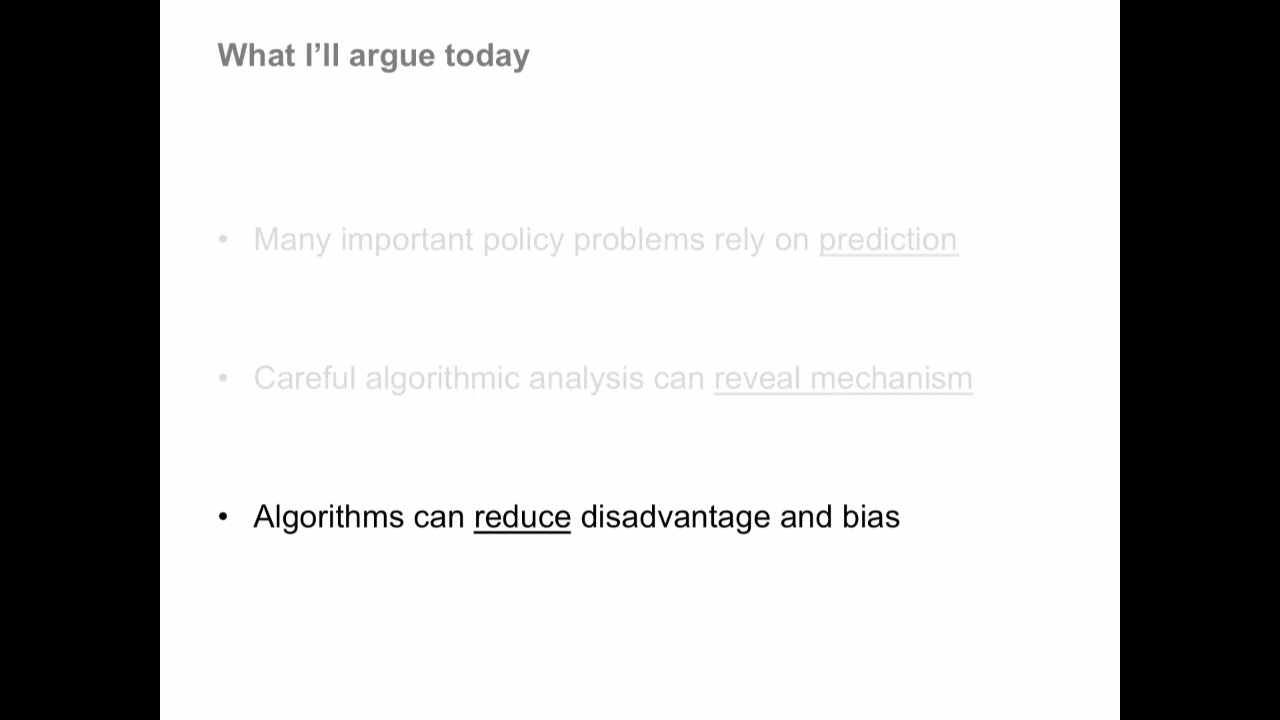 What I’ll argue today
• Many important policy problems rely on prediction
• Careful algorithmic analysis can reveal mechanism
• Algorithms can reduce disadvantage and bias